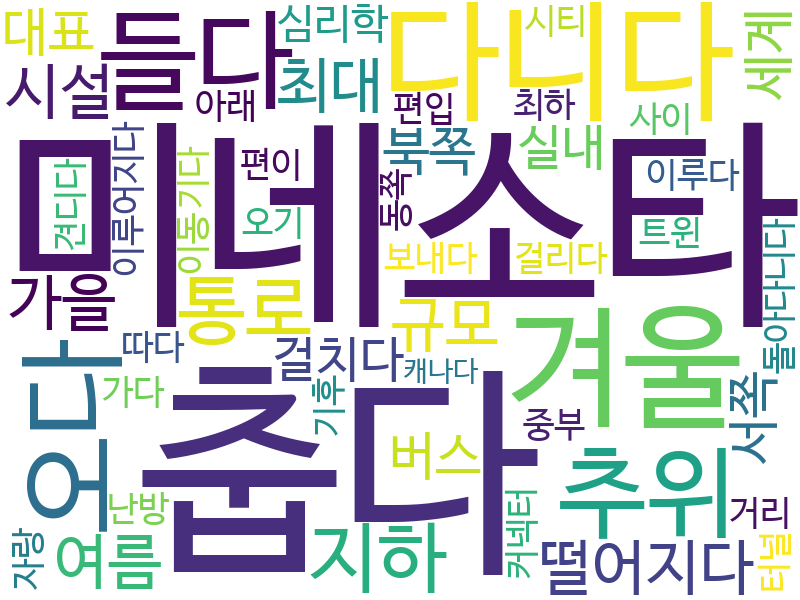 대표
들다
심리학
다니다
시티
세계
시설
아래
최대
편입
최하
사이
미네소타
북쪽
실내
견디다
이루어지다
이동기다
편이
동쪽
이루다
오기
트윈
보내다
걸리다
돌아다니다
가을
통로
규모
겨울
오다
따다
걸치다
캐나다
서쪽
가다
춥다
기후
중부
버스
추위
난방
커넥터
거리
자랑
여름
지하
떨어지다
터널